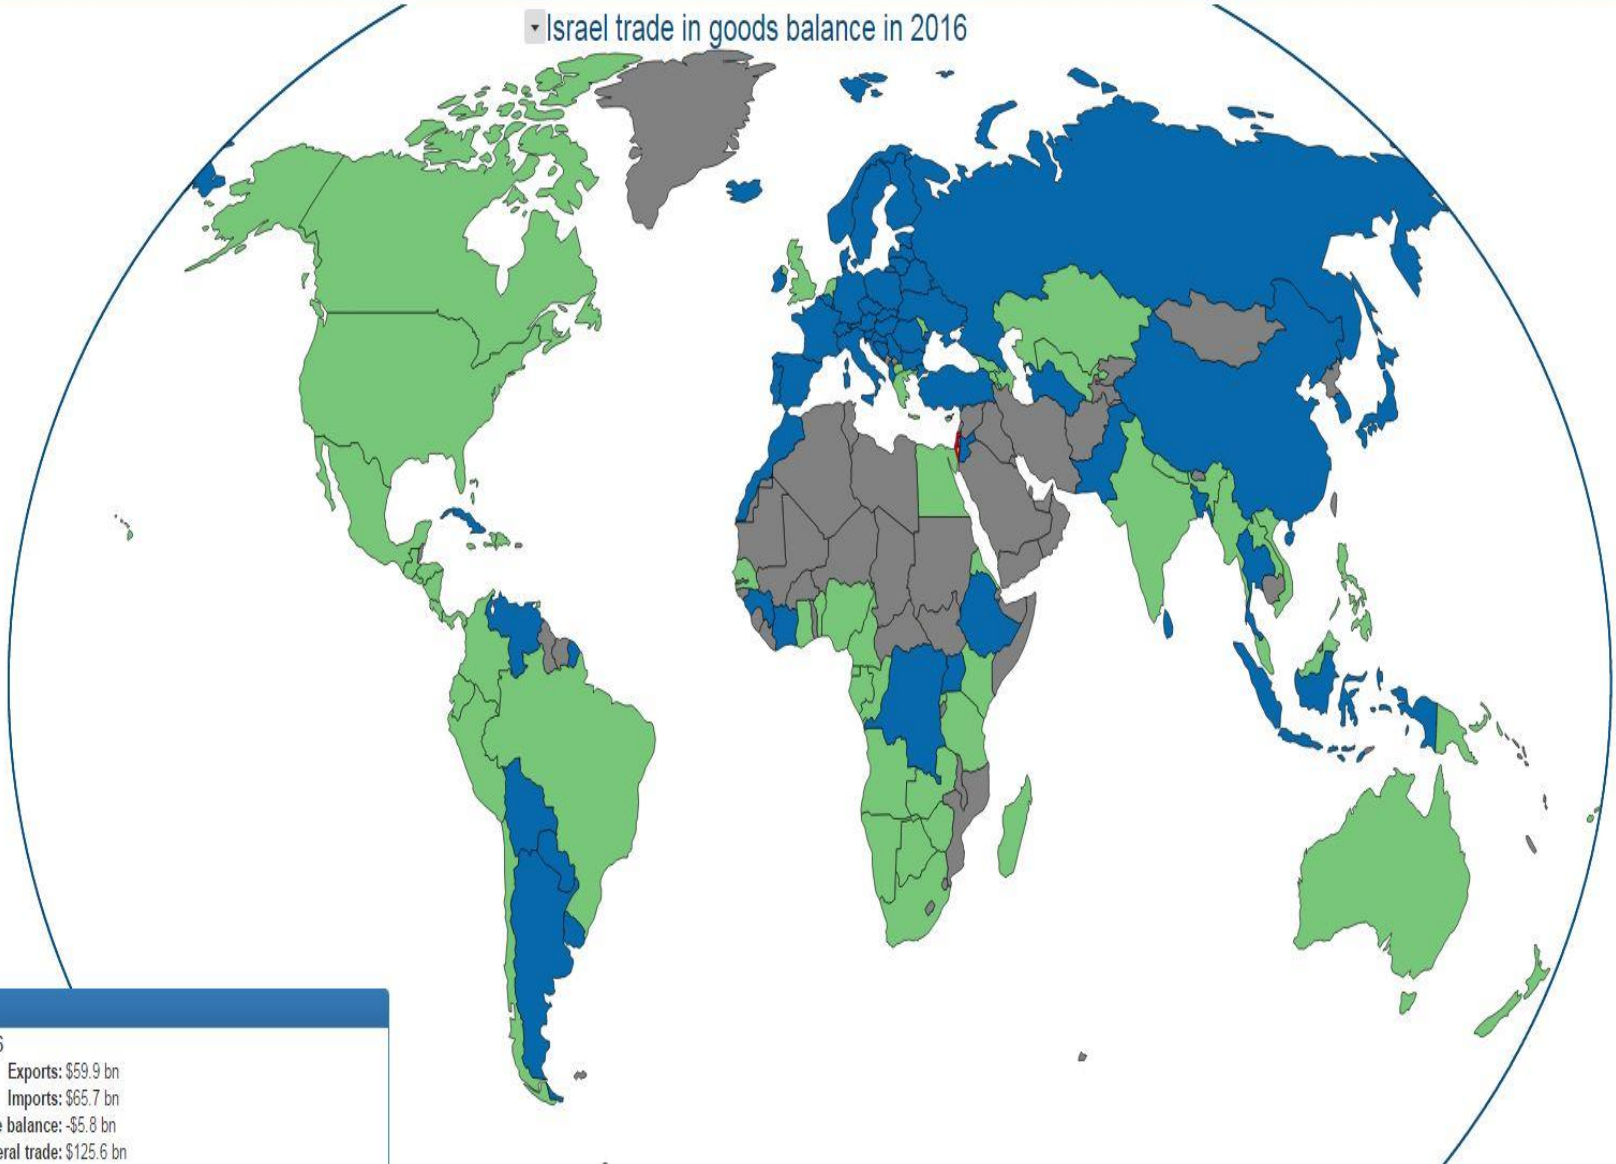 Israel trade in goods balance in 2016
6
Exports: $59.9 bn
Imports: $65.7 bn
balance: -$5.8 bn
trade: $125.6 bn